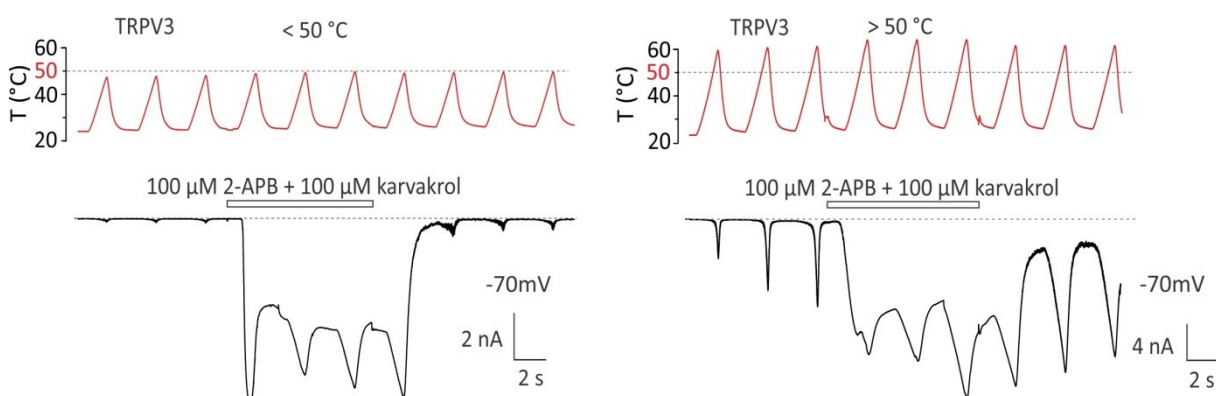 TRPV3 < 50 °C
T (°C)
60
50
40
20
100 µM 2-APB + 100 µM karvakrol
-70mV
2 nA
2 s
TRPV3 > 50 °C
T (°C)
60
50
40
20
100 µM 2-APB + 100 µM karvakrol
-70mV
4 nA
2 s